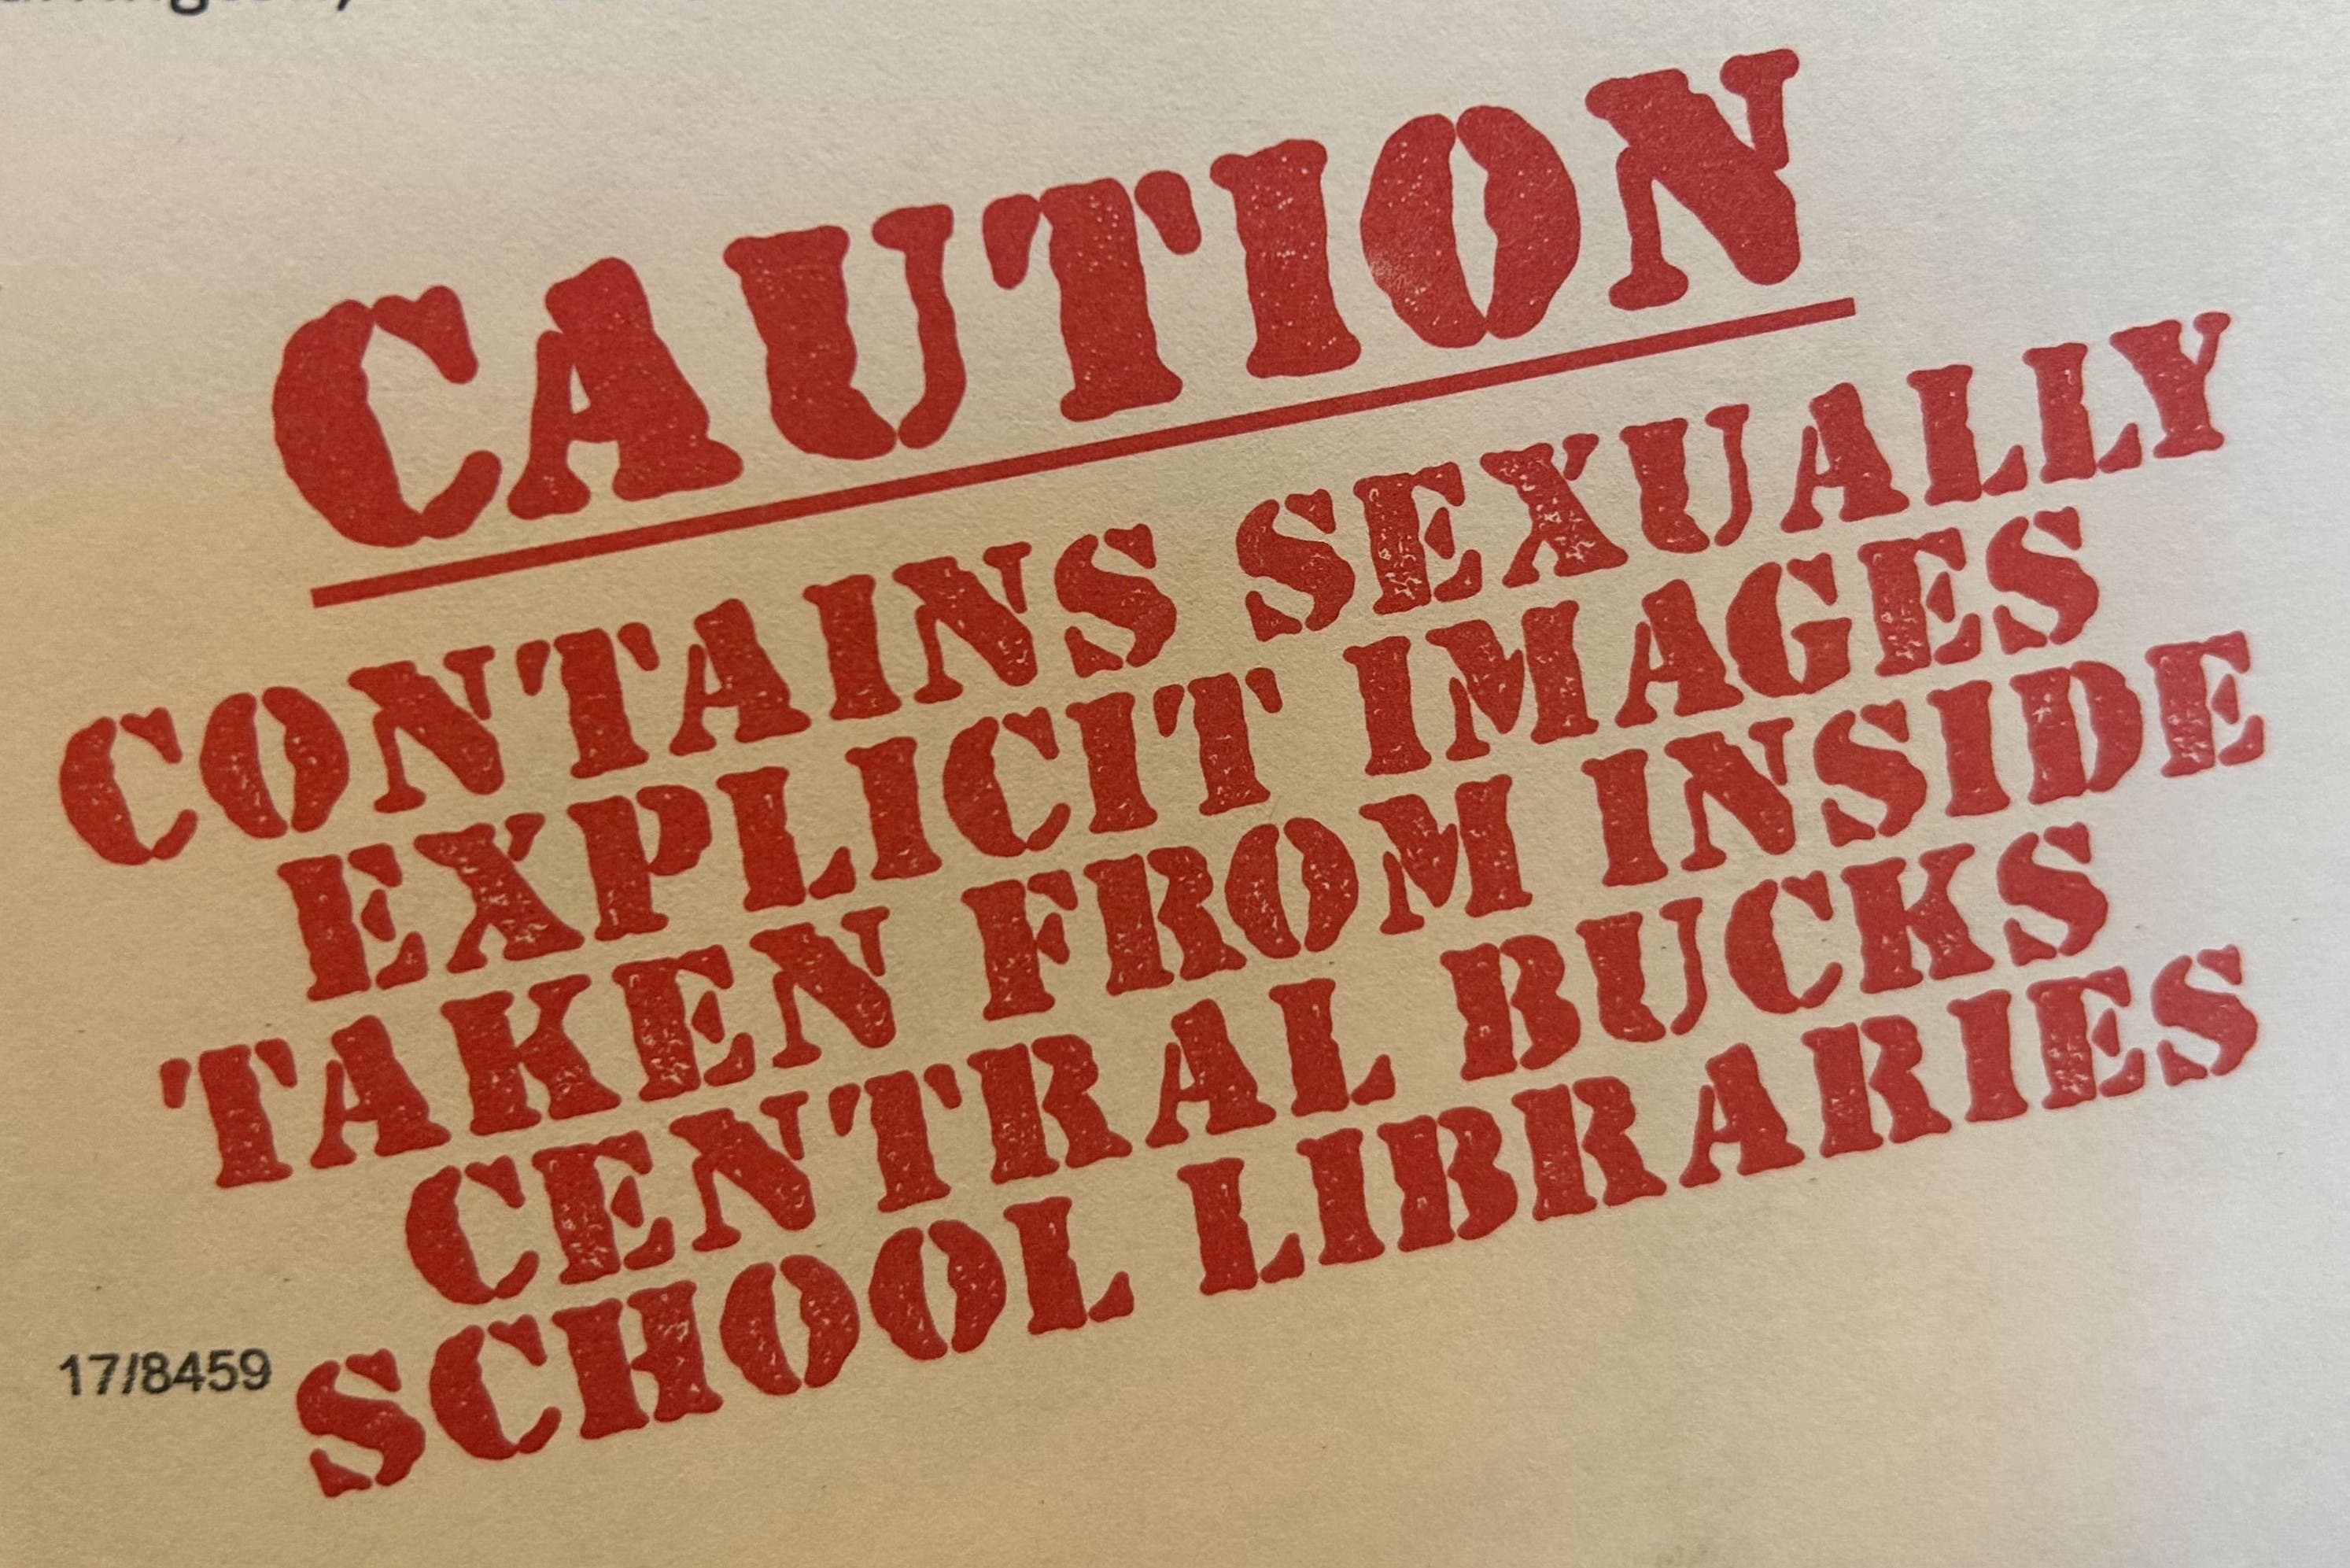 CAUTION
CONTAINS SEXUALLY
EXPLICIT IMAGES
TAKEN FROM INSIDE
CENTRAL BUCKS
SCHOOL LIBRARIES
17/8459